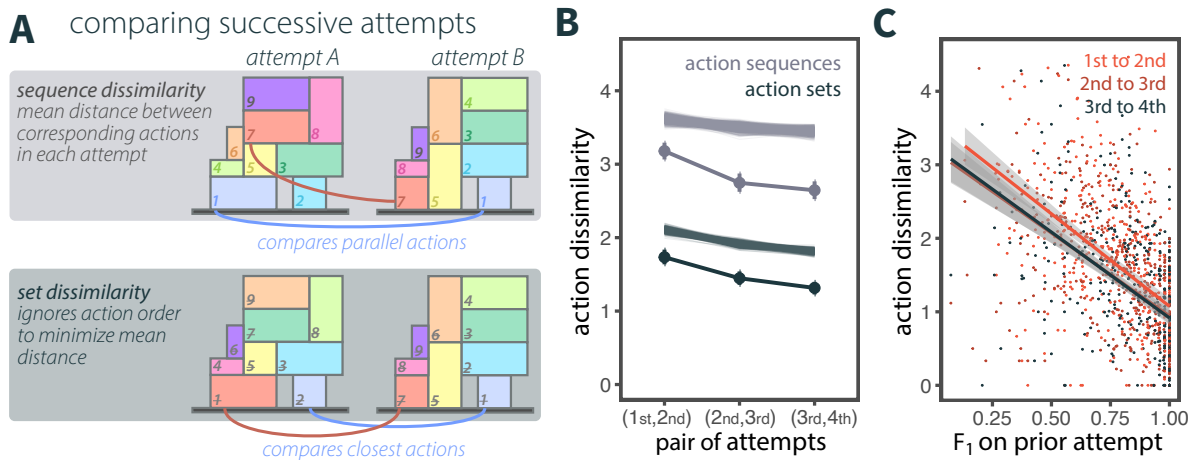 A
comparing successive attempts
attempt A
attempt B
sequence dissimilarity
mean distance between
corresponding actions
in each attempt
9
7
8
6
4
5
3
1
2
4
6
3
9
8
2
7
5
1
compares parallel actions
set dissimilarity
ignores action order
to minimize mean
distance
9
7
8
6
4
5
3
1
2
4
6
3
9
8
2
7
5
1
compares closest actions
B
action sequences
action sets
action dissimilarity
4
3
2
1
0
(1st,2nd)
(2nd,3rd)
(3rd,4th)
pair of attempts
C
1st to 2nd
2nd to 3rd
3rd to 4th
action dissimilarity
4
3
2
1
0
0.25
0.50
0.75
1.00
F1 on prior attempt